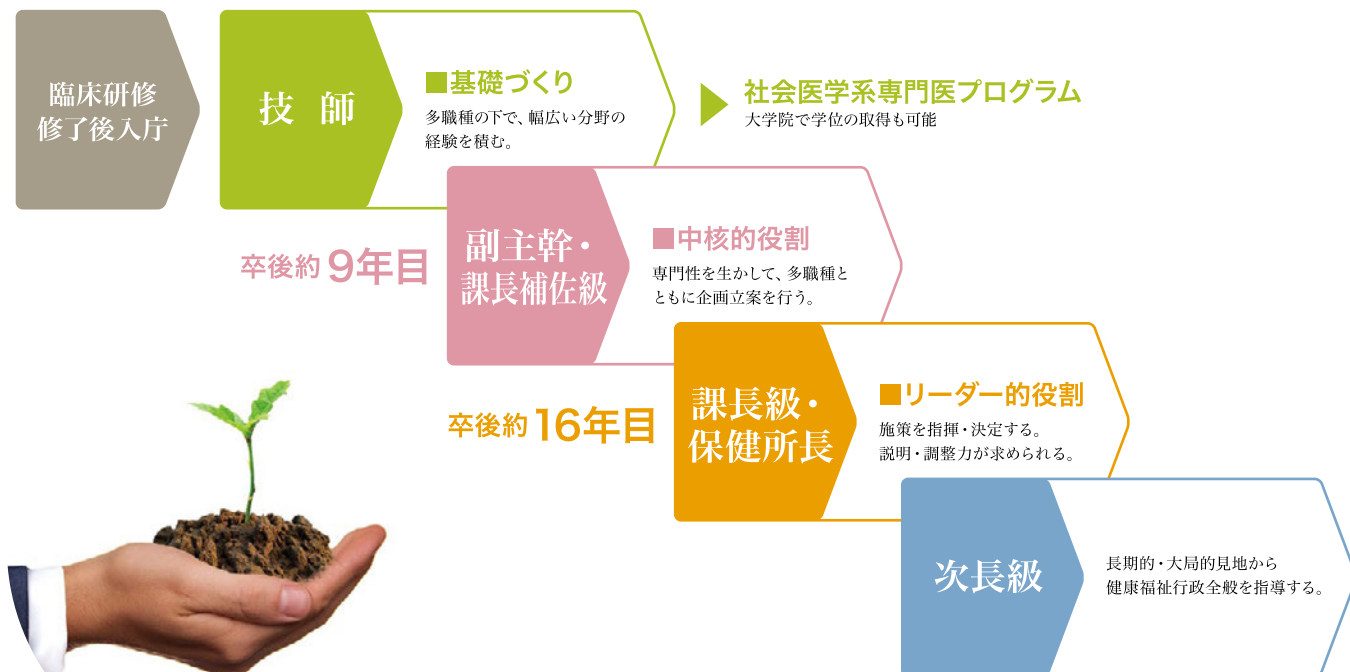 臨床研修
修了後入庁
技 師
■基礎づくり
多職種の下で、幅広い分野の
経験を積む。
▶社会医学系専門医プログラム
大学院で学位の取得も可能
卒後約9年目
副主幹・
課長補佐級
■中核的役割
専門性を生かして、多職種と
ともに企画立案を行う。
卒後約16年目
課長級・
保健所長
■リーダー的役割
施策を指揮・決定する。
説明・調整力が求められる。
次長級
長期的・大局的見地から
健康福祉行政全般を指導する。